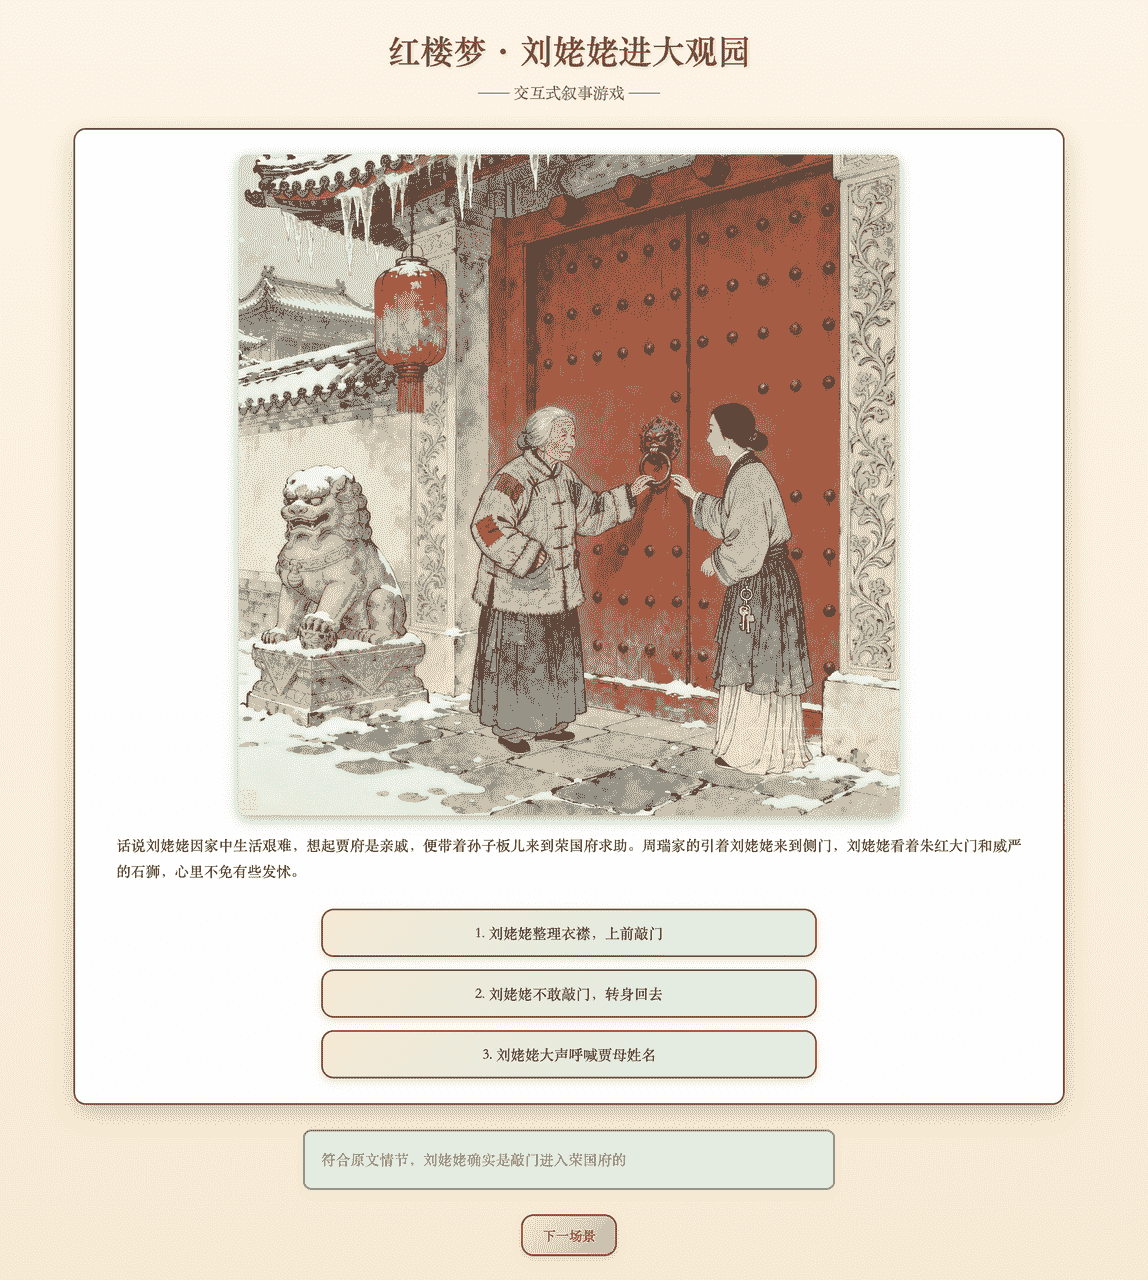 红楼梦 · 刘姥姥进大观园
—— 交互式叙事游戏 ——
话说刘姥姥因家中生活艰难，想起贾府是亲戚，便带着孙子板儿来到荣国府求助。周瑞家的引着刘姥姥来到侧门，刘姥姥看着朱红大门和威严
的石狮，心里不免有些发怵。
1. 刘姥姥整理衣襟，上前敲门
2. 刘姥姥不敢敲门，转身回去
3. 刘姥姥大声呼喊贾母姓名
符合原文情节，刘姥姥确实是敲门进入荣国府的
下一场景